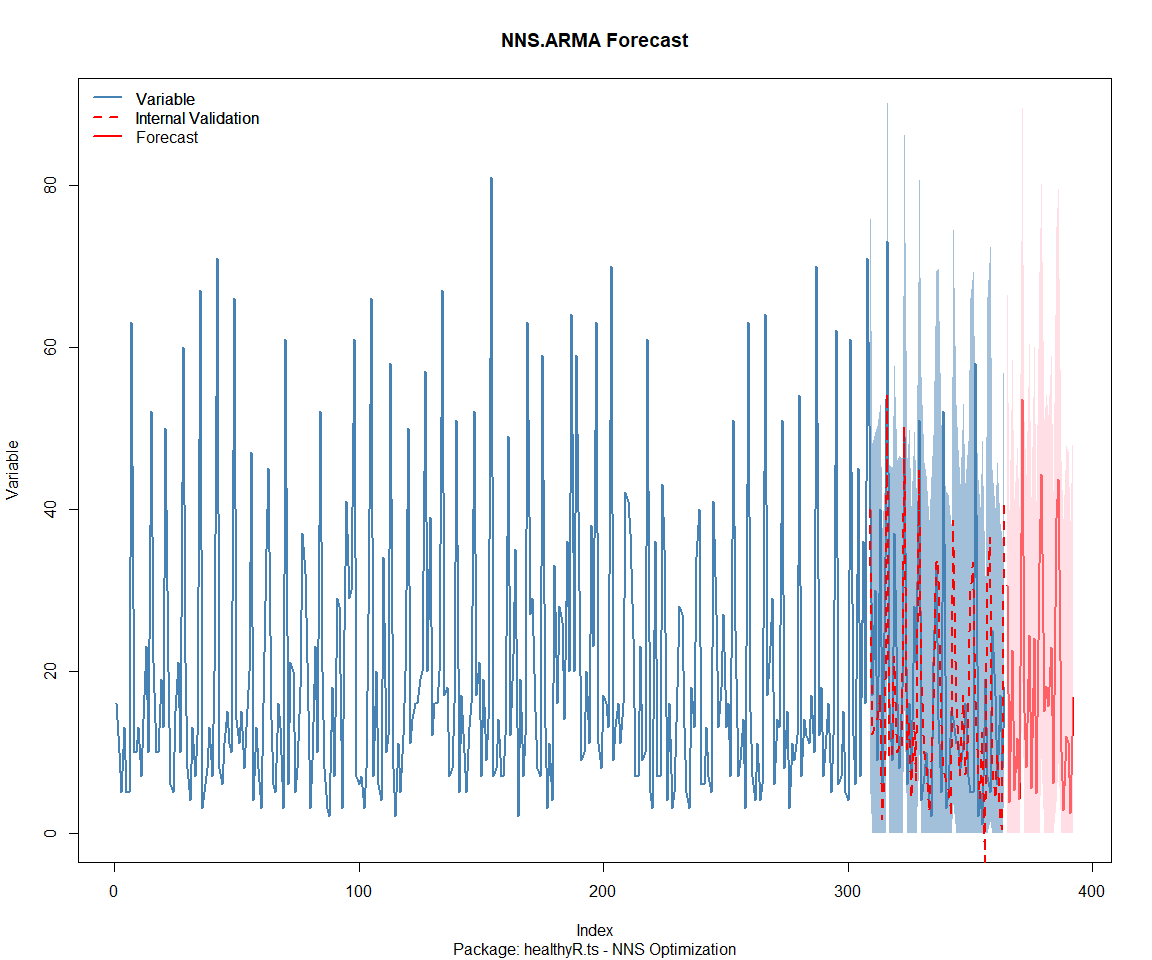 NNS.ARMA Forecast
Variable
Internal Validation
Forecast
80
60
40
20
0
Variable
0 100 200 300 400
Index
Package: healthyR.ts - NNS Optimization